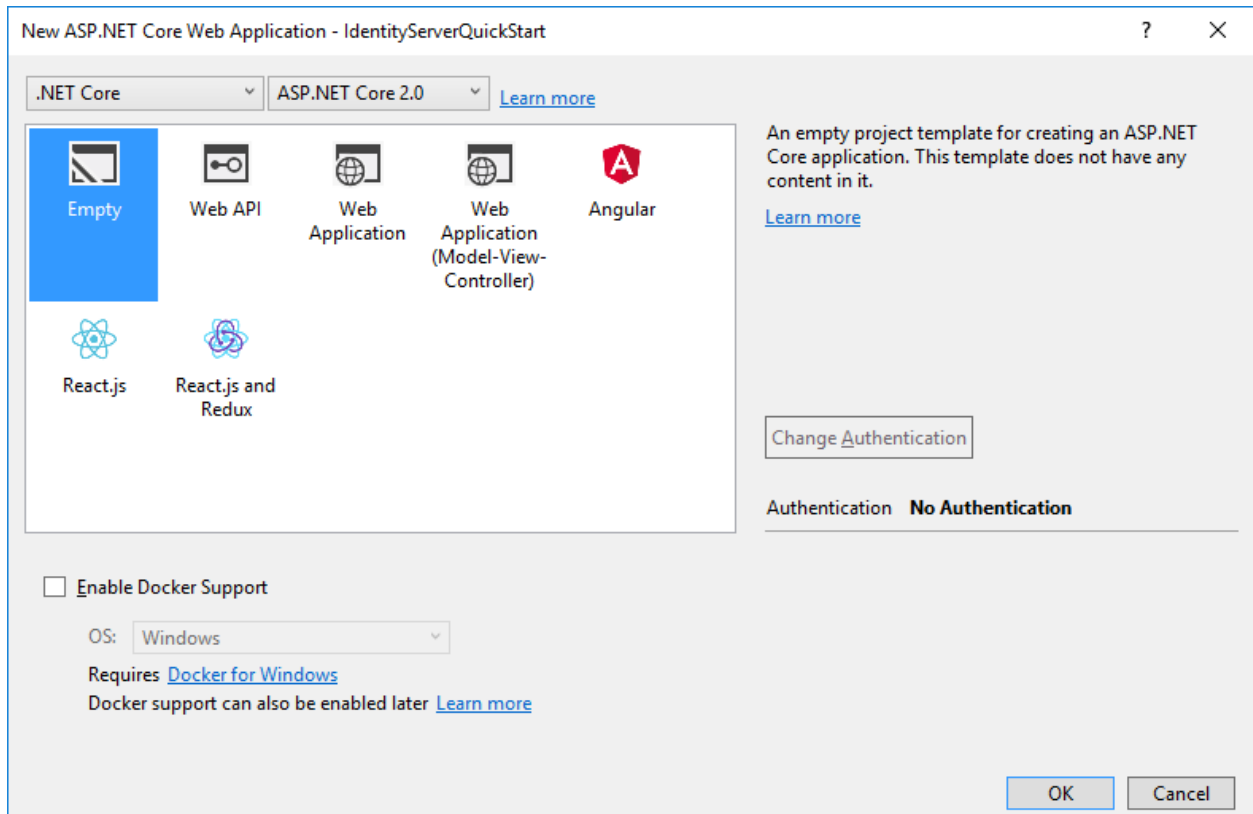 New ASP.NET Core Web Application - IdentityServerQuickStart
?
.NET Core
ASP.NET Core 2.0
Learn more
Empty
Web API
Web
Application
Web
Application
(Model-View-
Controller)
Angular
React.js
React.js and
Redux
An empty project template for creating an ASP.NET
Core application. This template does not have any
content in it.
Learn more
Change Authentication
Authentication No Authentication
Enable Docker Support
OS: Windows
Requires Docker for Windows
Docker support can also be enabled later Learn more
OK
Cancel